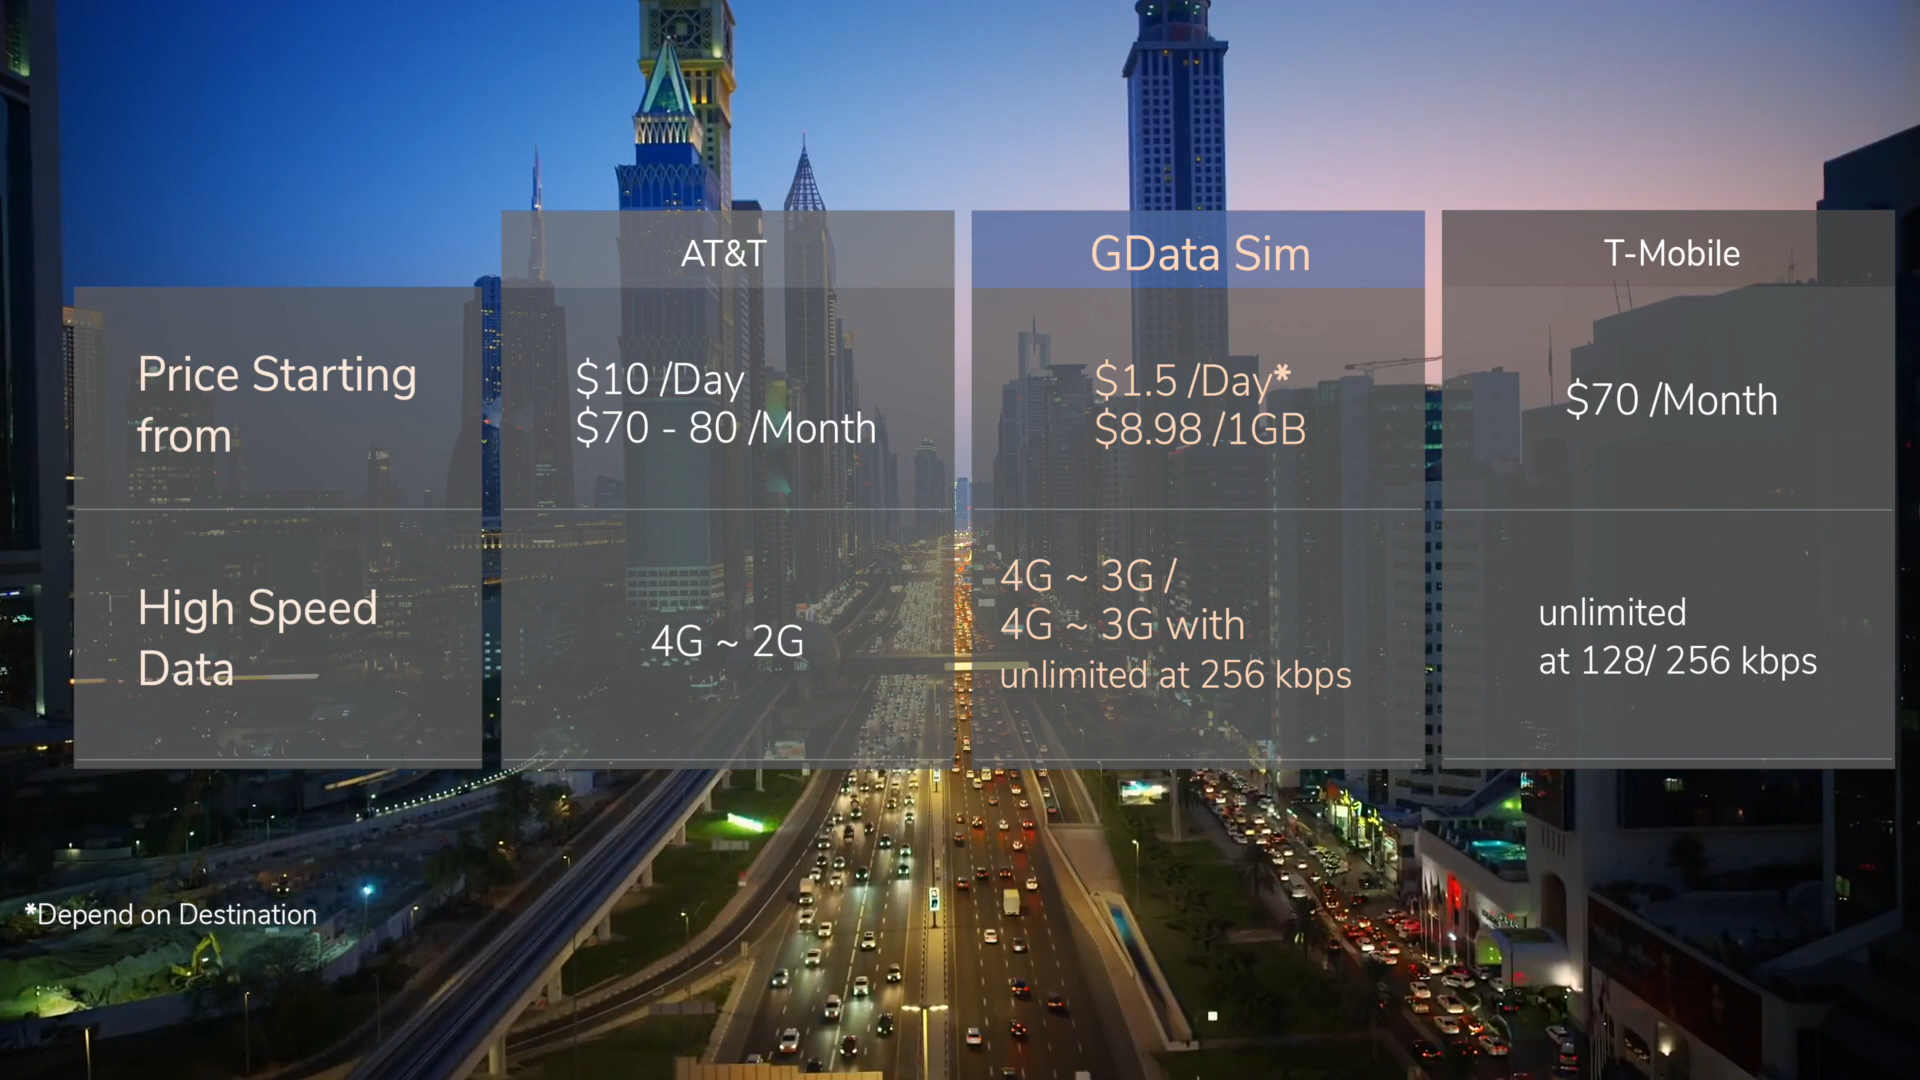 AT&T
GData Sim
T-Mobile
Price Starting
from
$10 /Day
$70 - 80 /Month
$1.5 /Day*
$8.98 /1GB
$70 /Month
High Speed
Data
4G ~ 2G
4G ~ 3G /
4G ~ 3G with
unlimited at 256 kbps
unlimited
at 128/ 256 kbps
*Depend on Destination